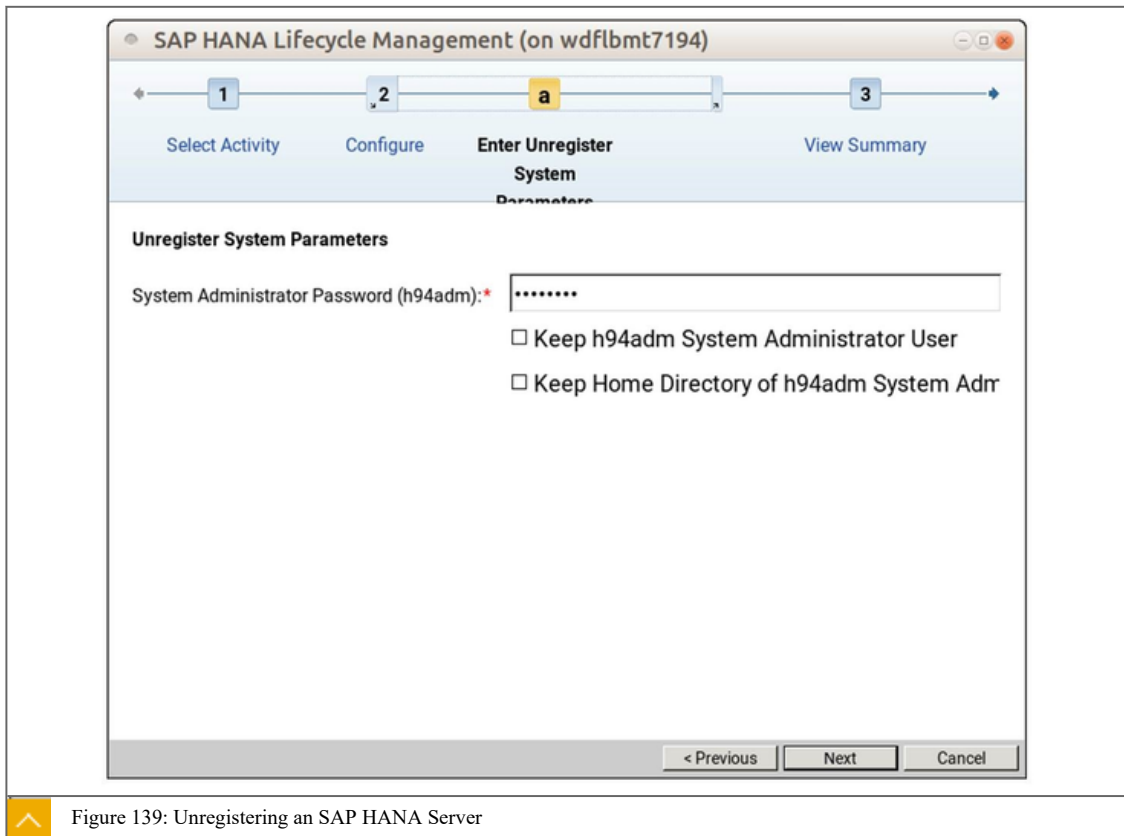 SAP HANA Lifecycle Management (on wdflbmt7194)
1 2 a 3
Select Activity Configure Enter Unregister View Summary
System
Parameters
Unregister System Parameters
System Administrator Password (h94adm):* ••••••••
Keep h94adm System Administrator User
Keep Home Directory of h94adm System Adm
< Previous Next Cancel
Figure 139: Unregistering an SAP HANA Server